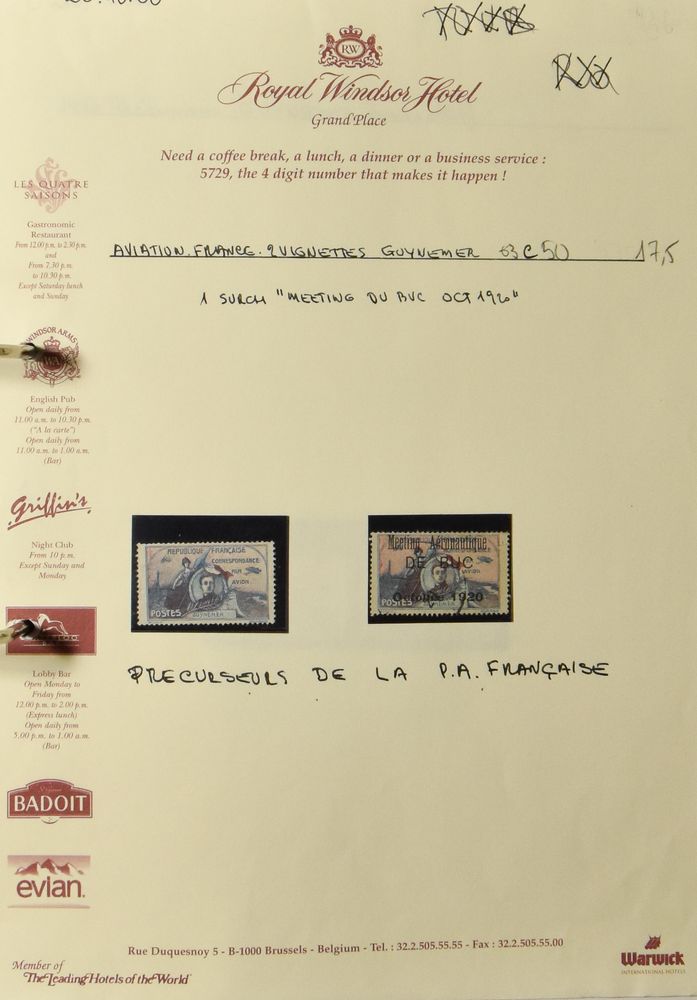 RW
Royal Windsor Hotel
Grand Place
Need a coffee break, a lunch, a dinner or a business service :
5729, the 4 digit number that makes it happen !
LES QUATRE
SAISONS
Gastronomic
Restaurant
From 12.00 p.m. to 2.30 p.m.
and
From 7.30 p.m.
to 10.30 p.m.
Except Saturday lunch
and Sunday
AVIATION. FRANCE. 2 VIGNETTES GUYNEMER C50 17,5
1 SURCH "MEETING DU BUC OCT 1920"
WINDSOR ARMS
WA
English Pub
Open daily from
11.00 a.m. to 10.30 p.m.
("A la carte")
Open daily from
11.00 a.m. to 1.00 a.m.
(Bar)
Griffin's
Night Club
From 10 p.m.
Except Sunday and
Monday
REPUBLIQUE FRANÇAISE
CORRESPONDANCE
PAR
AVION
POSTES
GUYNEMER
Meeting Aéronautique
DE BUC
Octobre 1920
POSTES
PRECURSEURS DE LA P.A. FRANÇAISE
Lobby Bar
Open Monday to
Friday from
12.00 p.m. to 2.00 p.m.
(Express lunch)
Open daily from
5.00 p.m. to 1.00 a.m.
(Bar)
BADOIT
evian.
Rue Duquesnoy 5 - B-1000 Brussels - Belgium - Tel. : 32.2.505.55.55 - Fax : 32.2.505.55.00
Member of
The Leading Hotels of the World
Warwick
INTERNATIONAL HOTELS